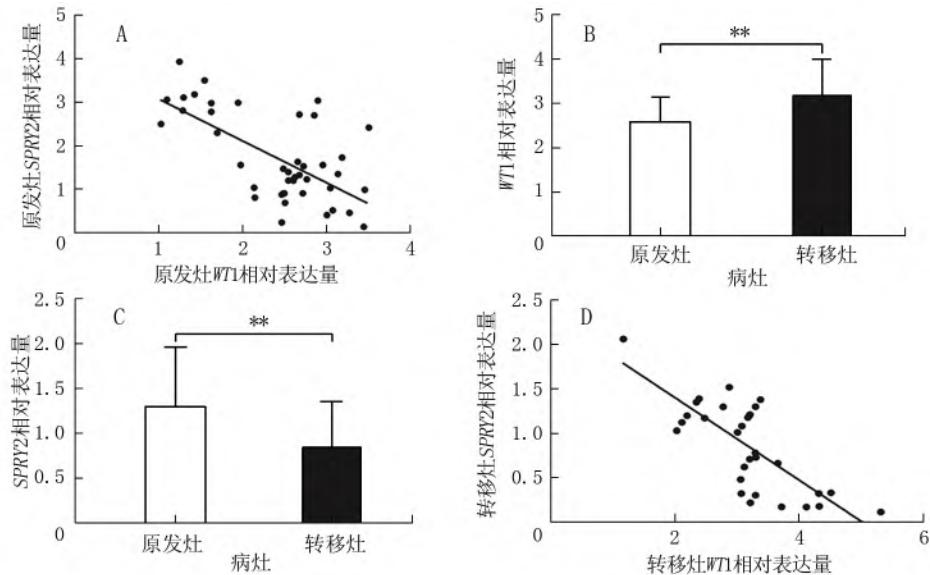 A
原发灶SPRY2相对表达量
5
4
3
2
1
0
1
2
3
4
原发灶WT1相对表达量
B
**
WT1相对表达量
5
4
3
2
1
0
原发灶
转移灶
病灶
C
**
SPRY2相对表达量
2.5
2.0
1.5
1.0
0.5
0
原发灶
转移灶
病灶
D
转移灶SPRY2相对表达量
2.5
2.0
1.5
1.0
0.5
0
2
4
6
转移灶WT1相对表达量